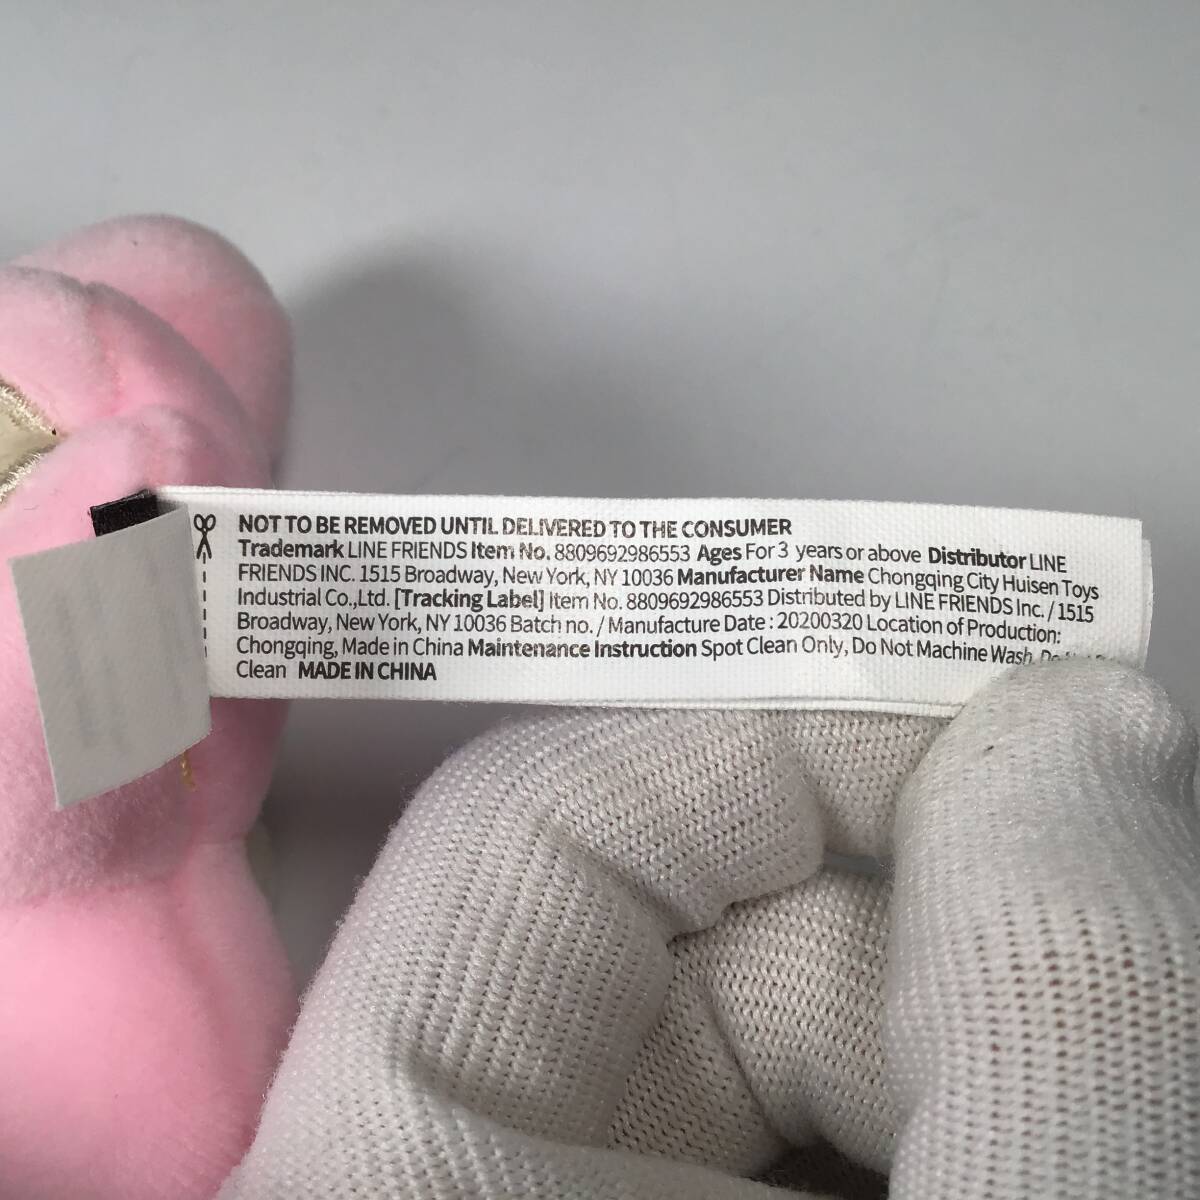 NOT TO BE REMOVED UNTIL DELIVERED TO THE CONSUMER
Trademark LINE FRIENDS Item No. 8809692986553 Ages For 3 years or above Distributor LINE
FRIENDS INC. 1515 Broadway, New York, NY 10036 Manufacturer Name Chongqing City Huisen Toys
Industrial Co.,Ltd. [Tracking Label] Item No. 8809692986553 Distributed by LINE FRIENDS Inc. / 1515
Broadway, New York, NY 10036 Batch no. / Manufacture Date : 20200320 Location of Production:
Chongqing, Made in China Maintenance Instruction Spot Clean Only, Do Not Machine Wash,
Clean MADE IN CHINA